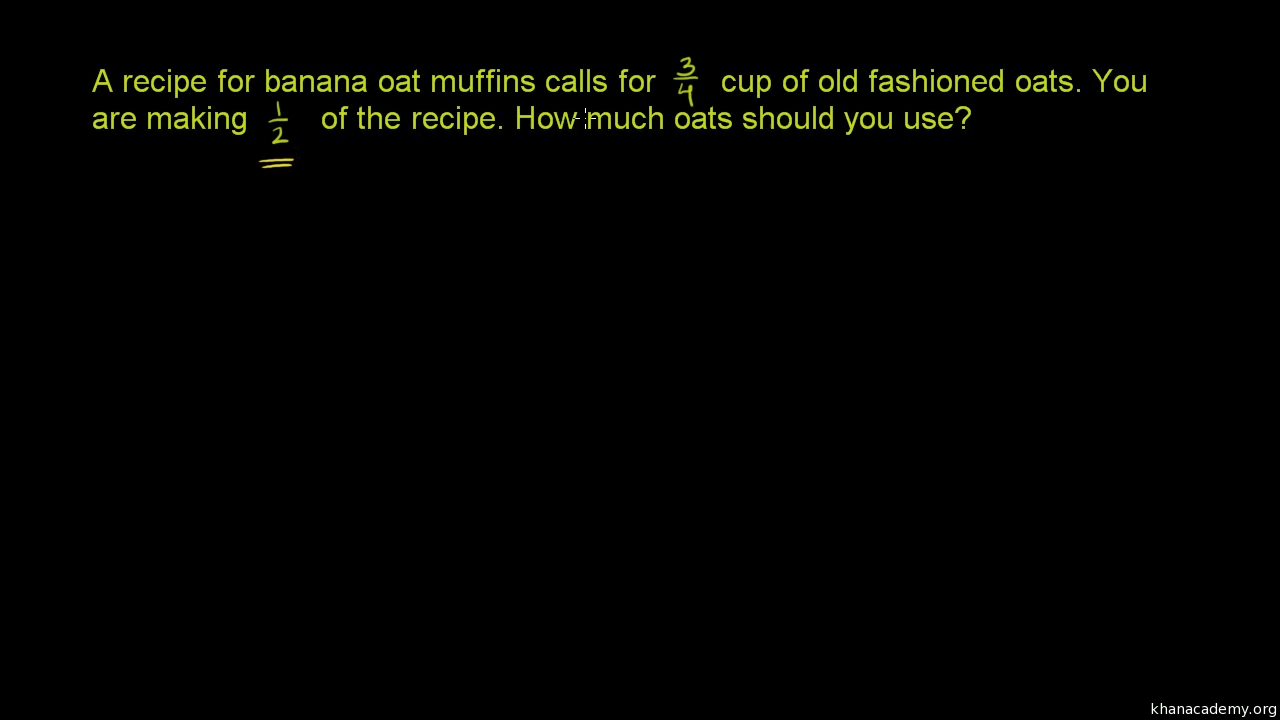 A recipe for banana oat muffins calls for 3/4 cup of old fashioned oats. You
are making 1/2 of the recipe. How much oats should you use?
khanacademy.org